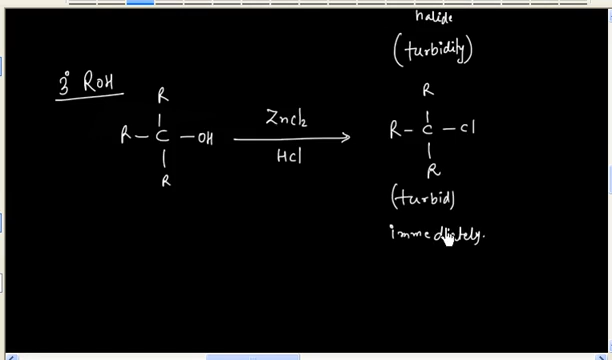 halide
(turbidity)
3° ROH
R
R
R – C – OH
ZnCl2
HCl
R – C – Cl
R
R
(turbid)
immediately.